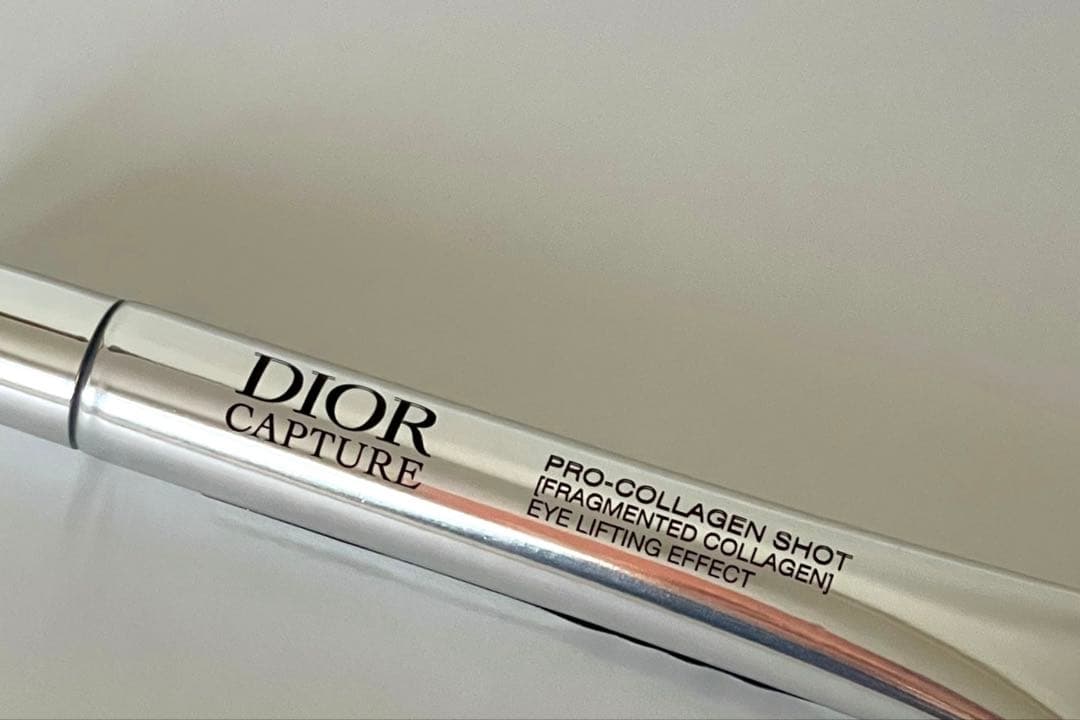 DIOR
CAPTURE
PRO-COLLAGEN SHOT
[FRAGMENTED COLLAGEN]
EYE LIFTING EFFECT